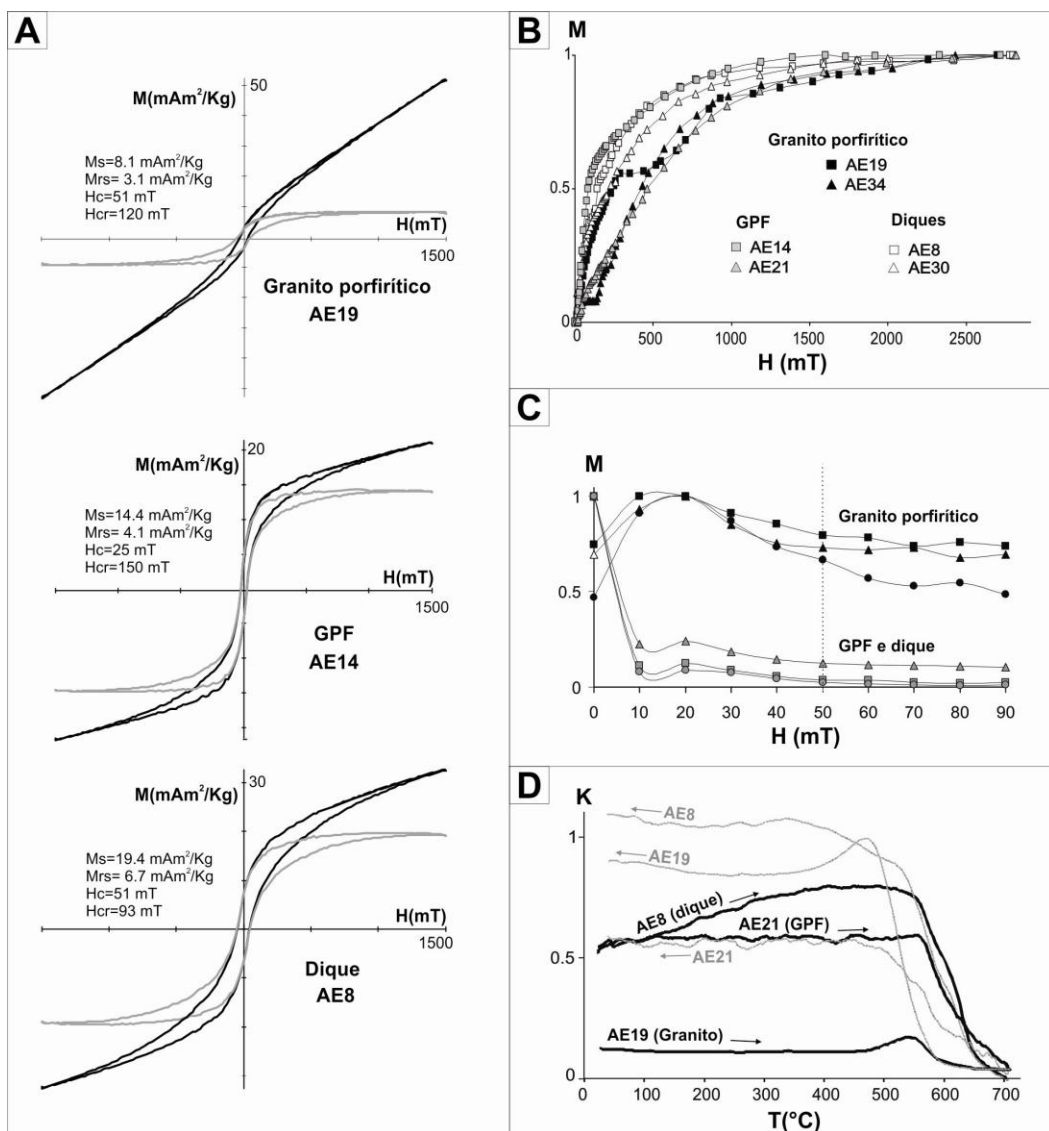 A
M(mAm²/Kg)
50
Ms=8.1 mAm²/Kg
Mrs= 3.1 mAm²/Kg
Hc=51 mT
Hcr=120 mT
H(mT)
1500
Granito porfirítico
AE19
M(mAm²/Kg)
20
Ms=14.4 mAm²/Kg
Mrs= 4.1 mAm²/Kg
Hc=25 mT
Hcr=150 mT
H(mT)
1500
GPF
AE14
M(mAm²/Kg)
30
Ms=19.4 mAm²/Kg
Mrs= 6.7 mAm²/Kg
Hc=51 mT
Hcr=93 mT
H(mT)
1500
Dique
AE8
B
M
1
0.5
0
Granito porfirítico
AE19
AE34
GPF
Diques
AE14
AE8
AE21
AE30
0 500 1000 1500 2000 2500
H (mT)
C
M
1
0.5
0
Granito porfirítico
GPF e dique
0 10 20 30 40 50 60 70 80 90
H (mT)
D
K
1
0.5
0
AE8
AE19
AE8 (dique)
AE21 (GPF)
AE21
AE19 (Granito)
0 100 200 300 400 500 600 700
T(°C)